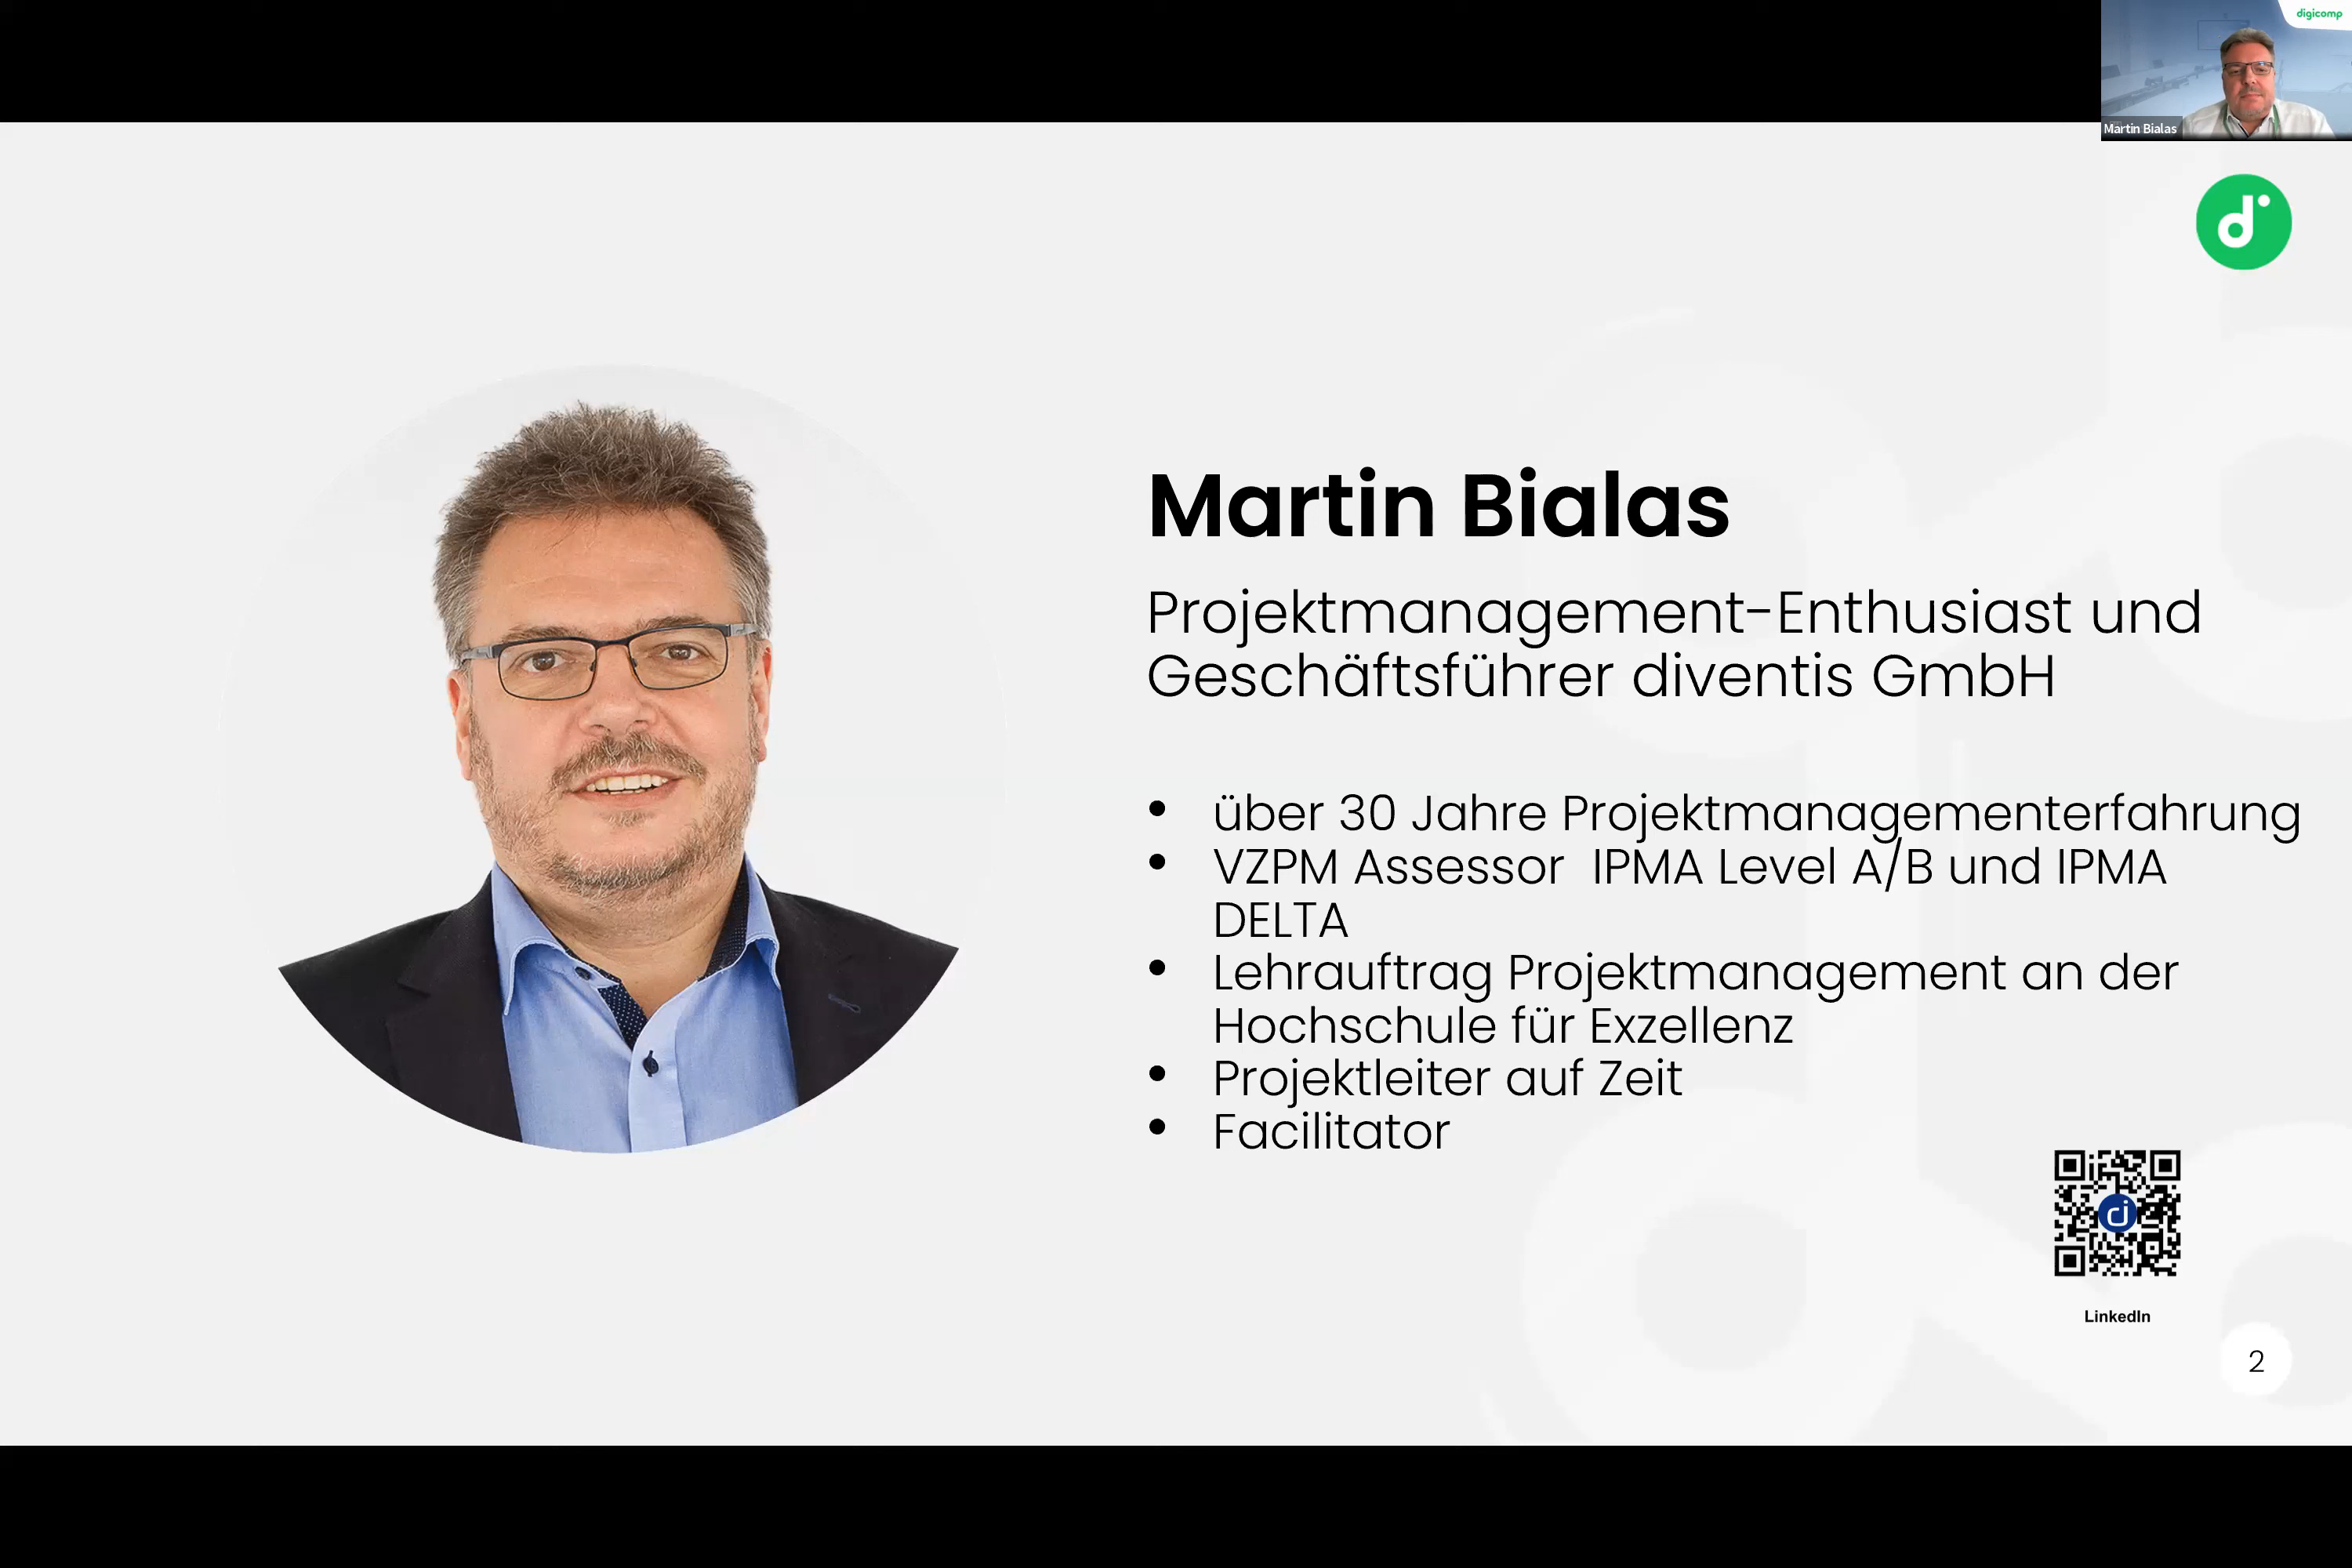 digicomp
Martin Bialas
Martin Bialas
Projektmanagement-Enthusiast und
Geschäftsführer diventis GmbH
• über 30 Jahre Projektmanagementerfahrung
• VZPM Assessor  IPMA Level A/B und IPMA
DELTA
• Lehrauftrag Projektmanagement an der
Hochschule für Exzellenz
• Projektleiter auf Zeit
• Facilitator
LinkedIn
2